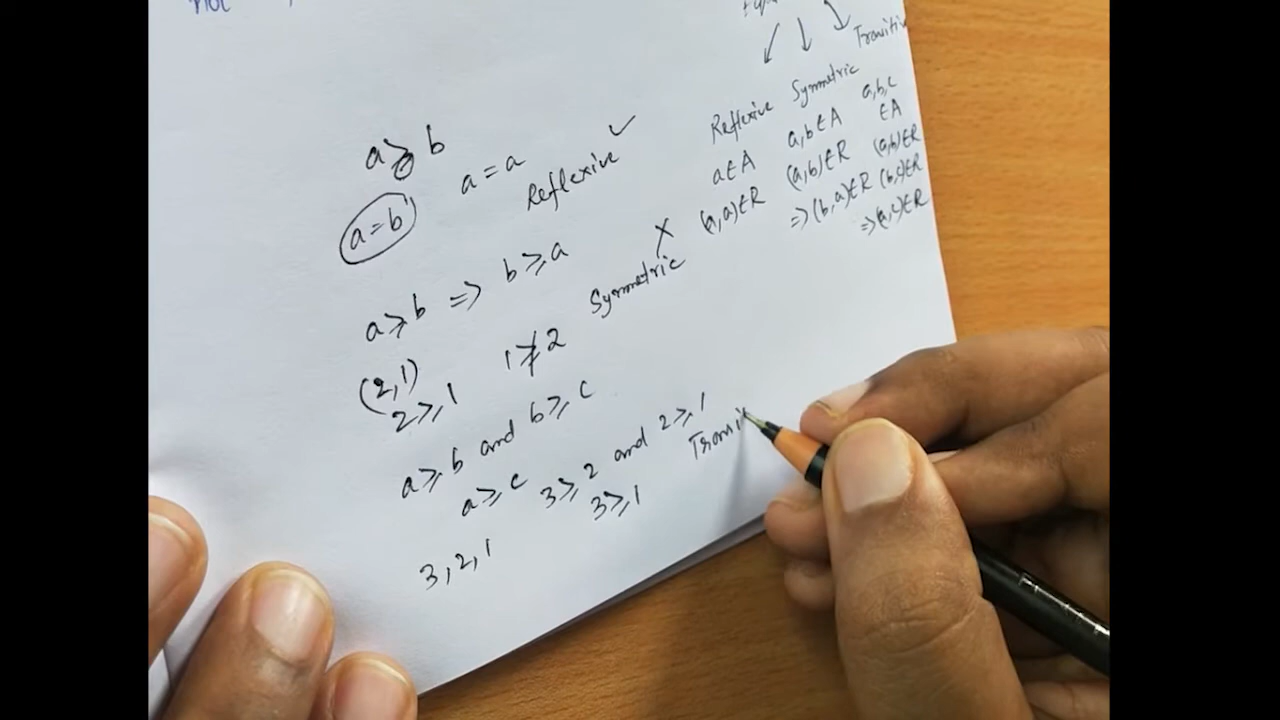 a ≥ b
a = b
a = a
Reflexive ✓
a ≥ b => b ≥ a
Symmetric ✗
(2,1)
2 ≥ 1
1 ≱ 2
a ≥ b and b ≥ c
a ≥ c
3 ≥ 2 and 2 ≥ 1
3 ≥ 1
Transi
3, 2, 1
Reflexive
a ∈ A
(a,a) ∈ R
Symmetric
a, b ∈ A
(a,b) ∈ R
=> (b,a) ∈ R
Transitiv
a, b, c
∈ A
(a,b) ∈ R
(b,c) ∈ R
=> (a,c) ∈ R